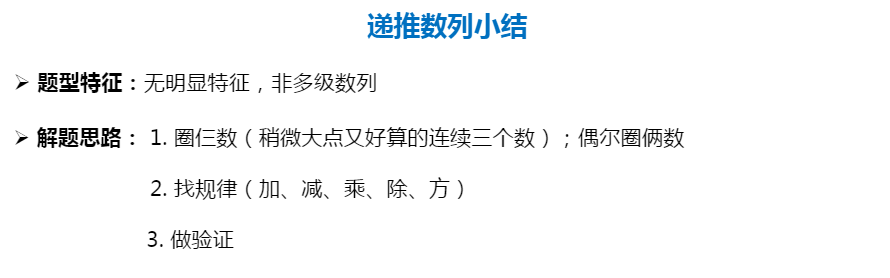 递推数列小结
➢ 题型特征：无明显特征，非多级数列
➢ 解题思路： 1. 圈仨数（稍微大点又好算的连续三个数）；偶尔圈俩数
2. 找规律（加、减、乘、除、方）
3. 做验证